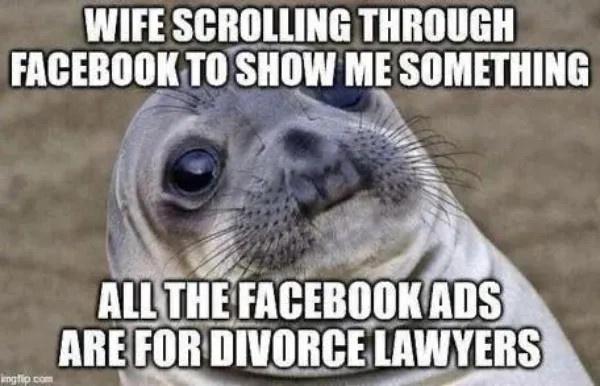 WIFE SCROLLING THROUGH
FACEBOOK TO SHOW ME SOMETHING
ALL THE FACEBOOK ADS
ARE FOR DIVORCE LAWYERS
imgflip.com